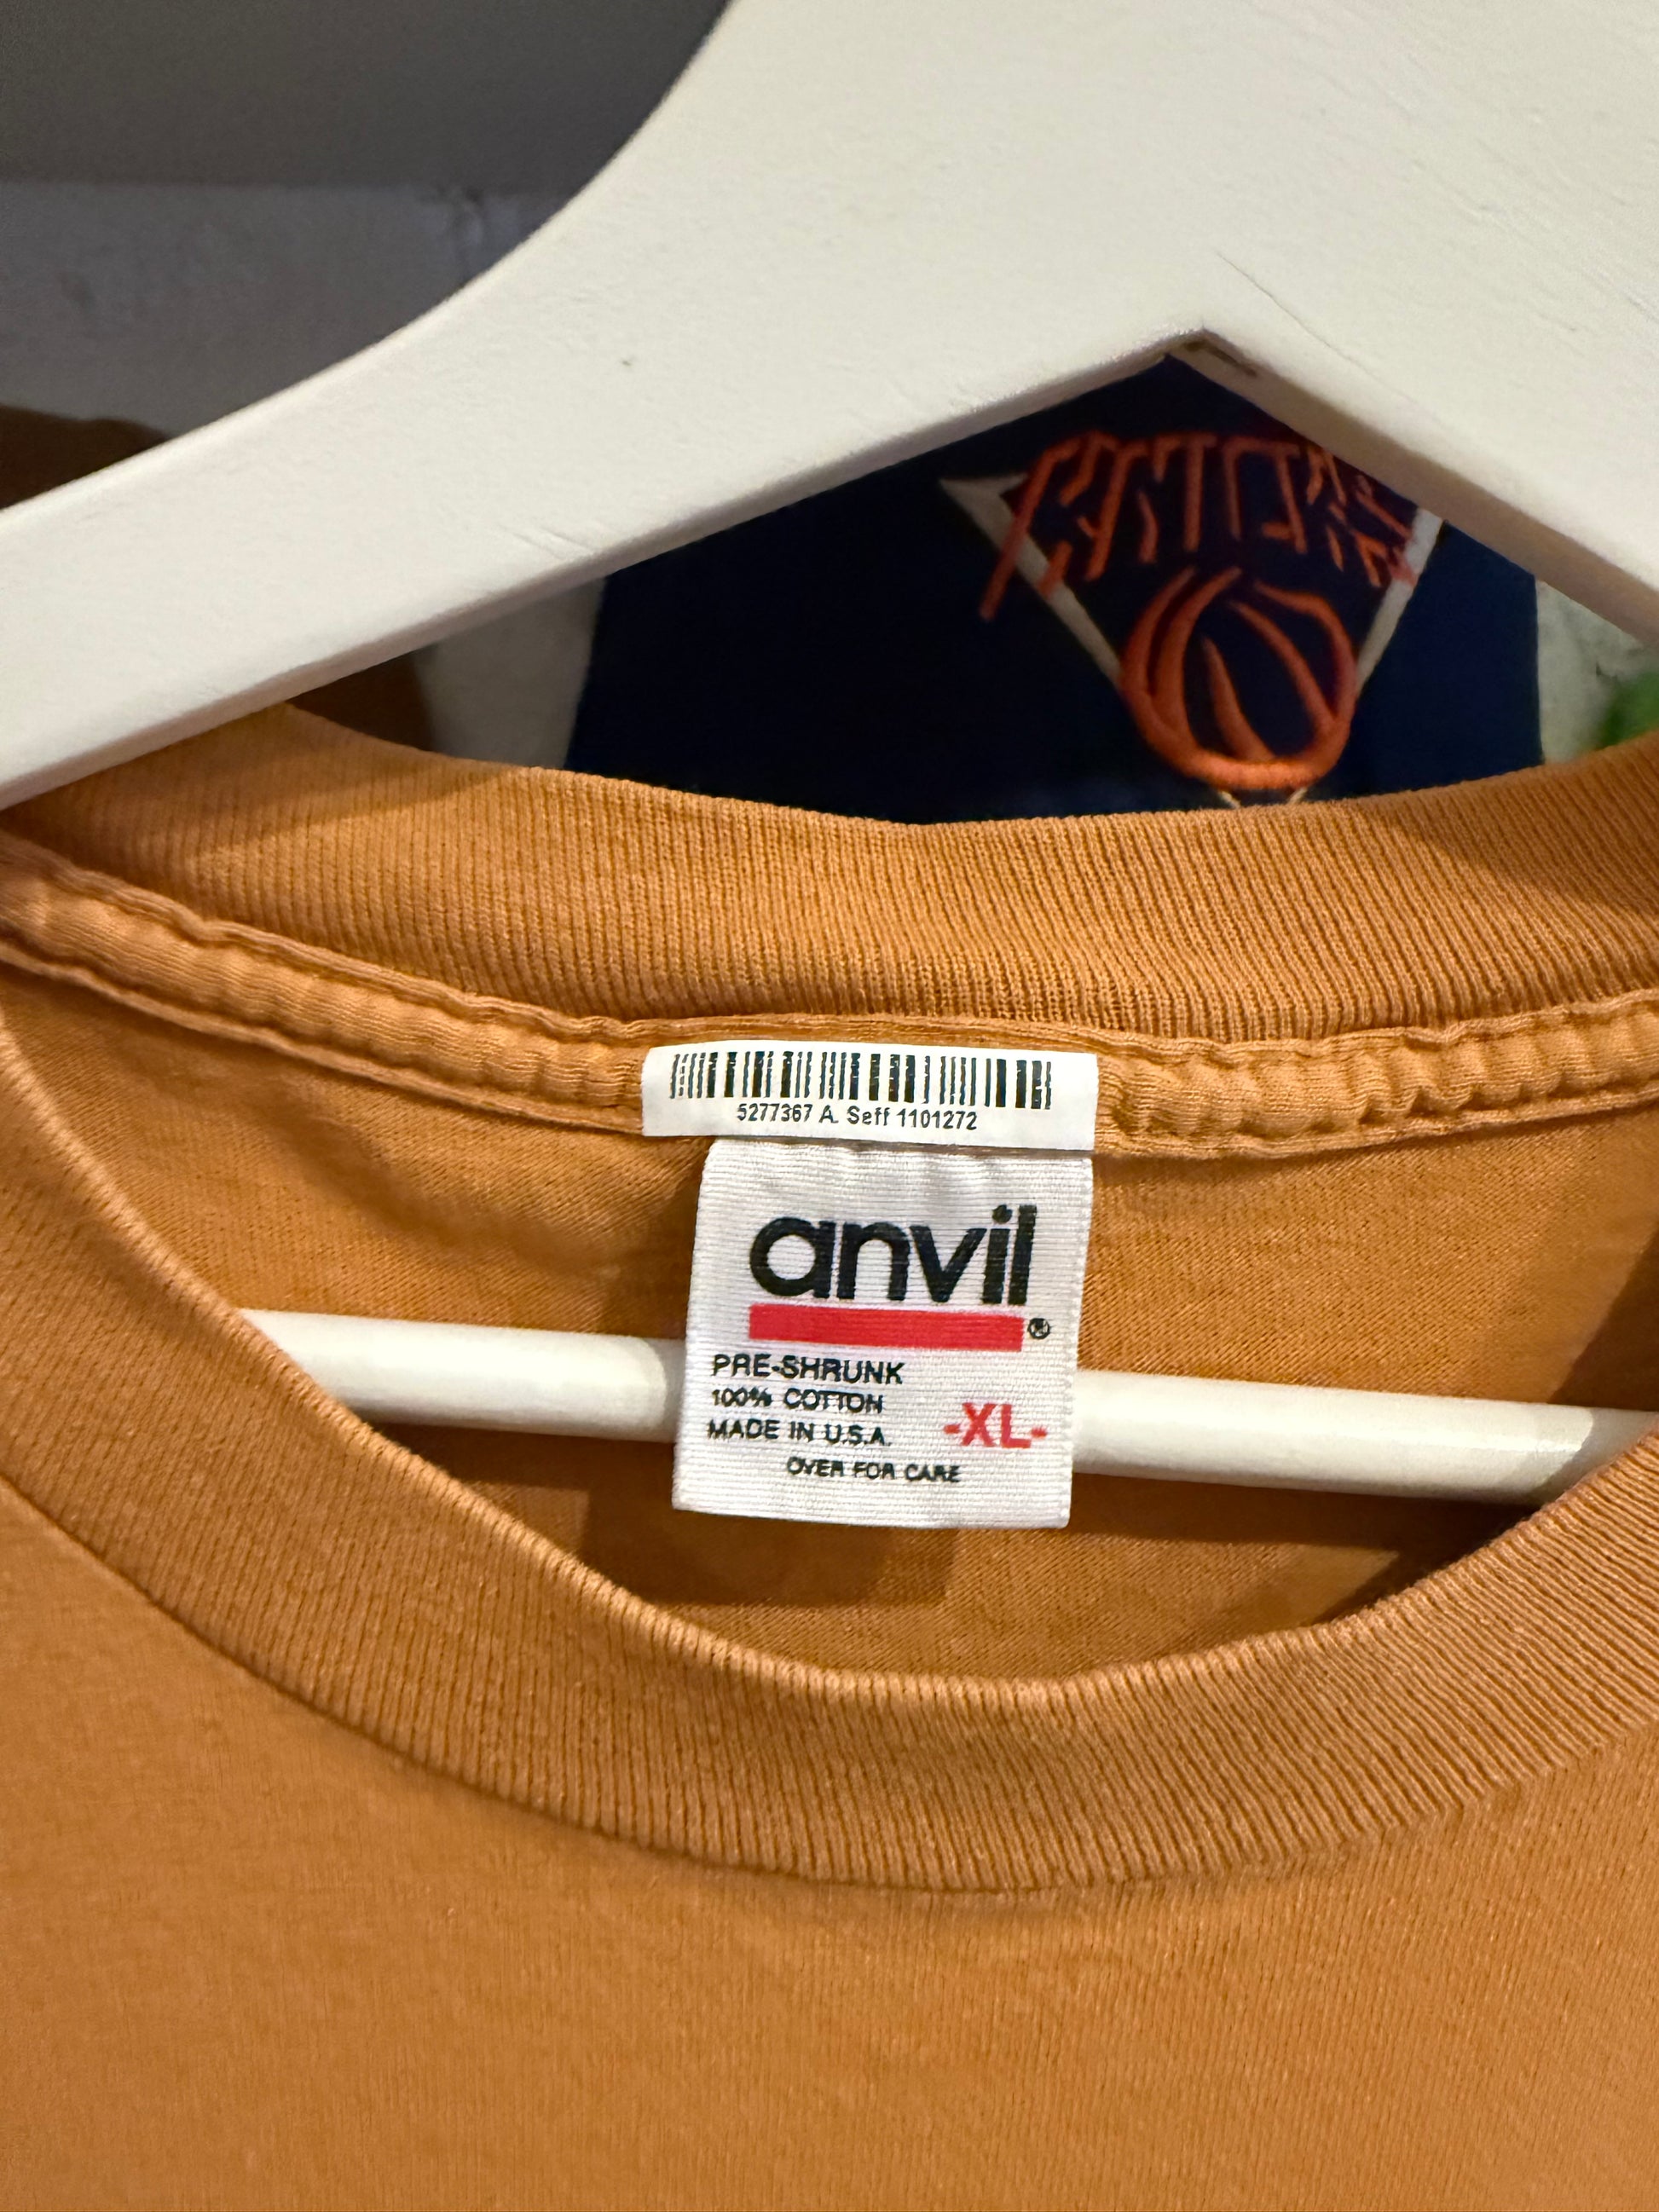 5277367 A. Seff 1101272
anvil
®
PRE-SHRUNK
100% COTTON
MADE IN U.S.A.
-XL-
OVER FOR CARE